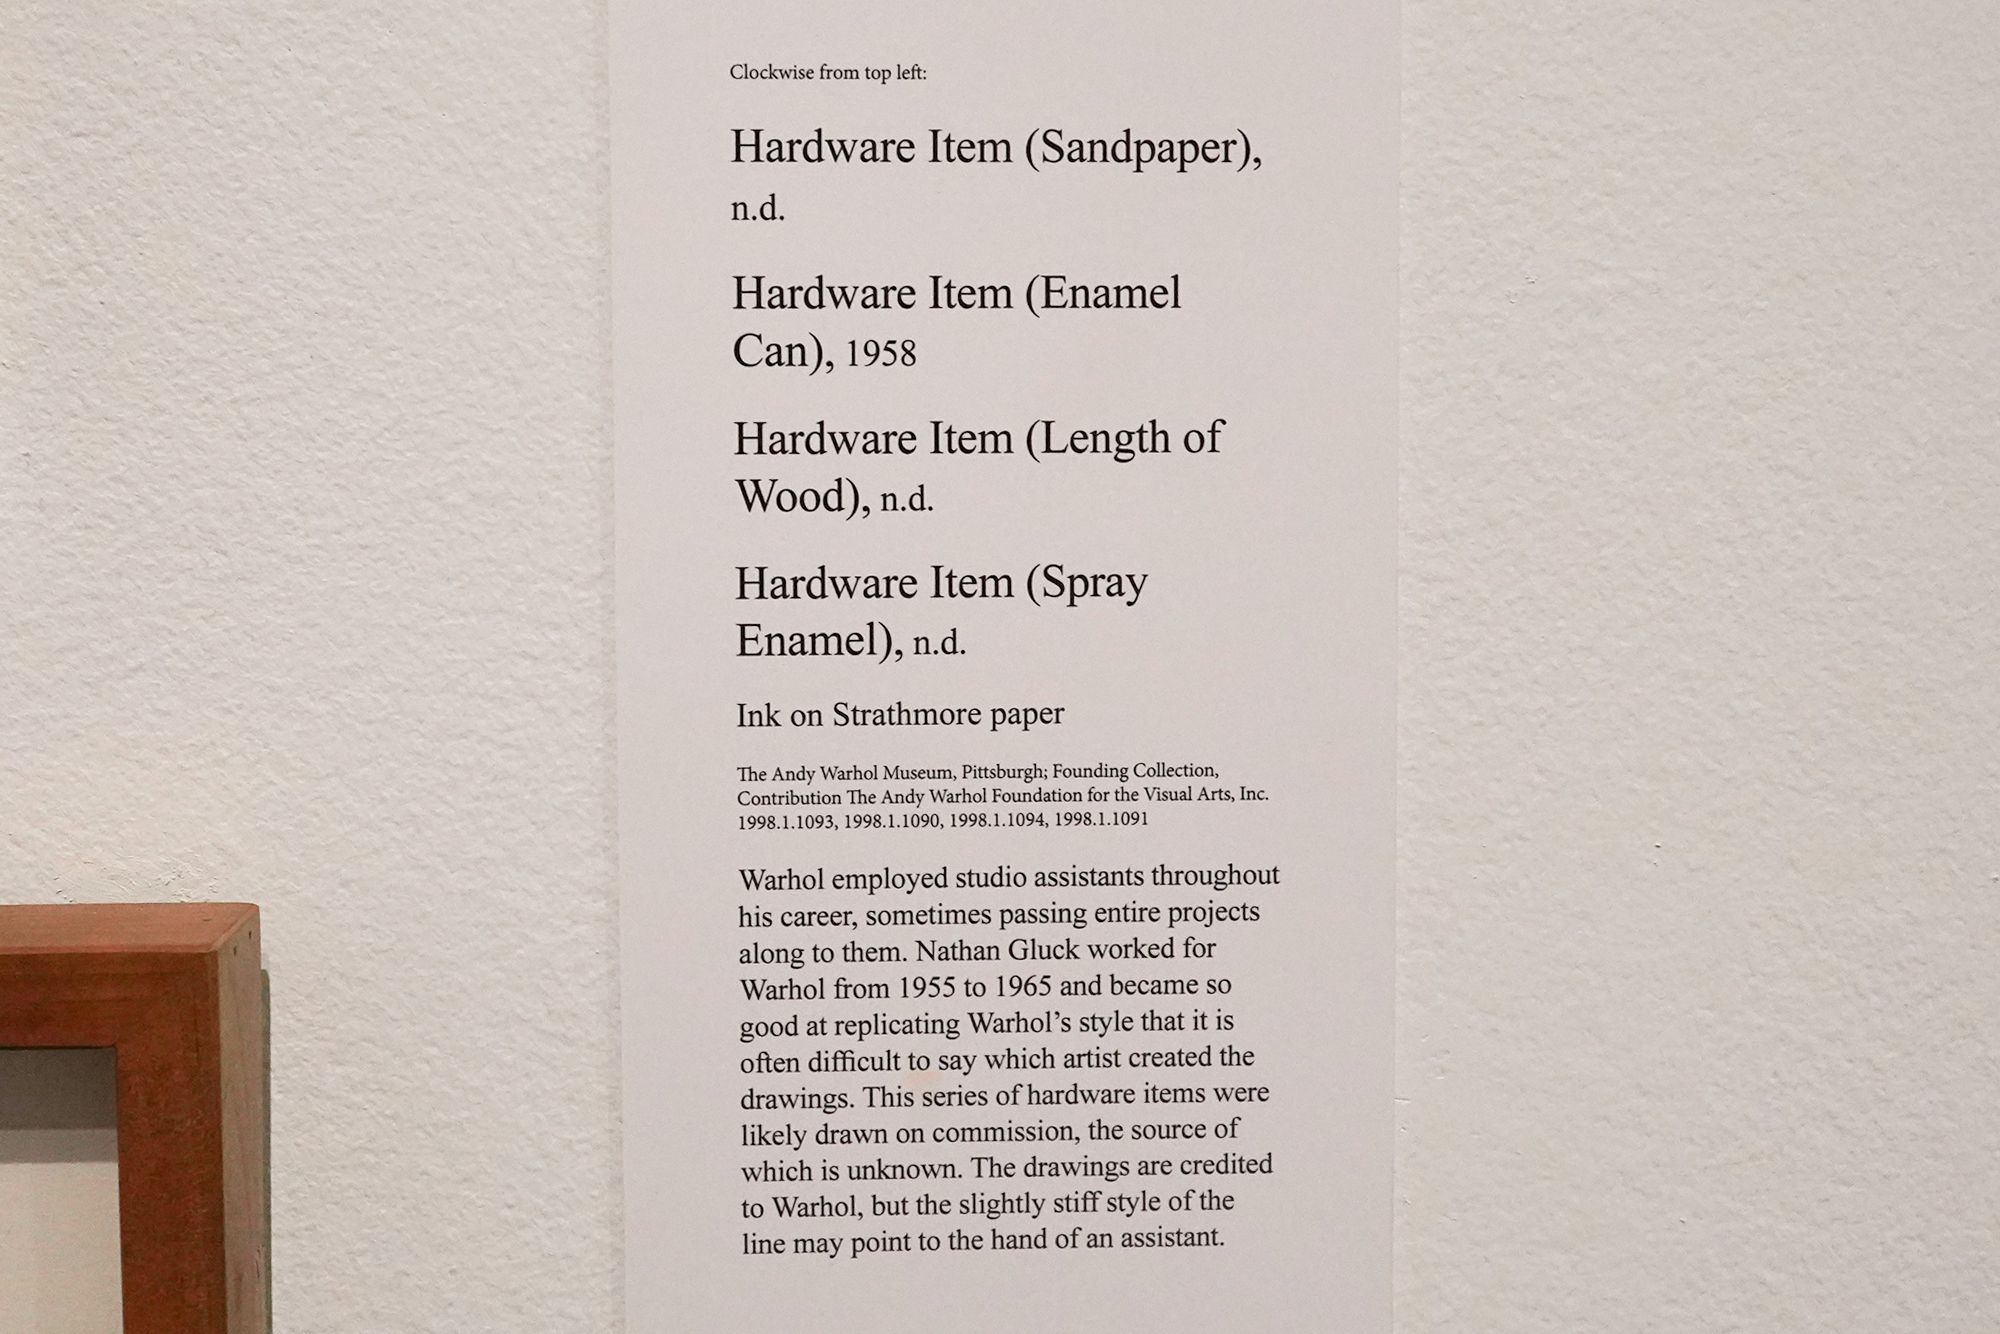 Clockwise from top left:
Hardware Item (Sandpaper),
n.d.
Hardware Item (Enamel
Can), 1958
Hardware Item (Length of
Wood), n.d.
Hardware Item (Spray
Enamel), n.d.
Ink on Strathmore paper
The Andy Warhol Museum, Pittsburgh; Founding Collection,
Contribution The Andy Warhol Foundation for the Visual Arts, Inc.
1998.1.1093, 1998.1.1090, 1998.1.1094, 1998.1.1091
Warhol employed studio assistants throughout
his career, sometimes passing entire projects
along to them. Nathan Gluck worked for
Warhol from 1955 to 1965 and became so
good at replicating Warhol’s style that it is
often difficult to say which artist created the
drawings. This series of hardware items were
likely drawn on commission, the source of
which is unknown. The drawings are credited
to Warhol, but the slightly stiff style of the
line may point to the hand of an assistant.